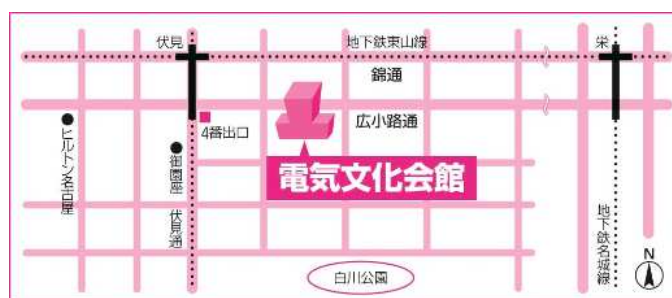 伏見
地下鉄東山線
栄
錦通
広小路通
4番出口
ヒルトン名古屋
御園座
電気文化会館
伏見通
地下鉄名城線
白川公園
N